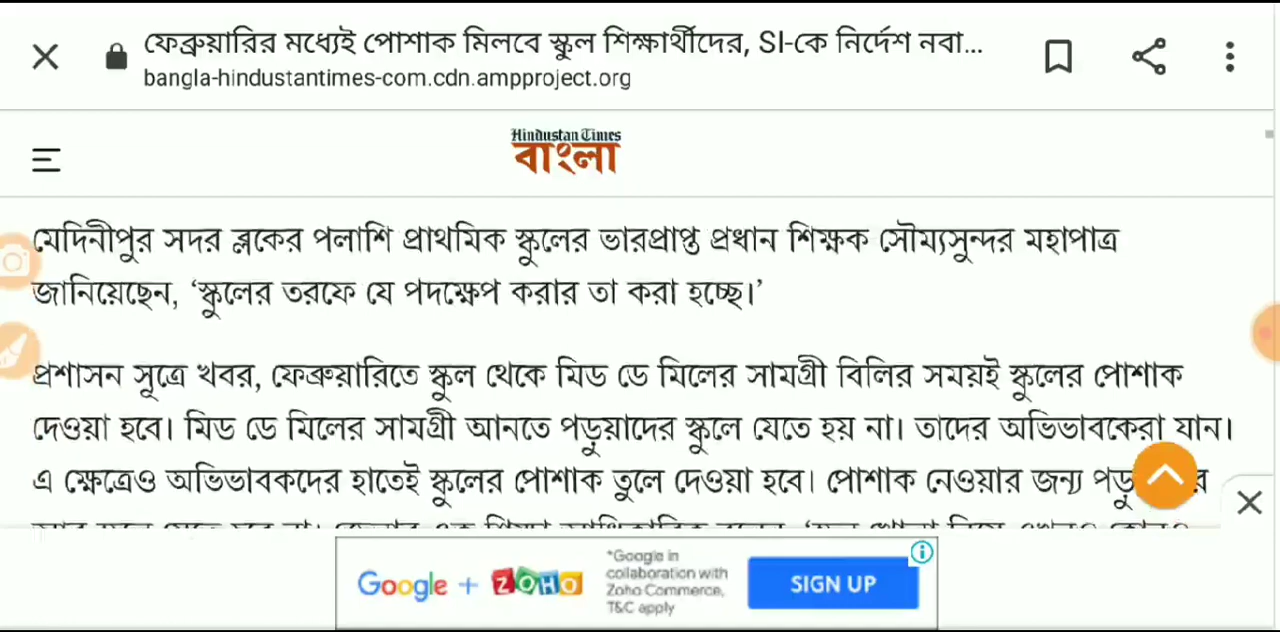 ফেব্রুয়ারির মধ্যেই পোশাক মিলবে স্কুল শিক্ষার্থীদের, SI-কে নির্দেশ নবা...
bangla-hindustantimes-com.cdn.ampproject.org
Hindustan Times
বাংলা
মেদিনীপুর সদর ব্লকের পলাশি প্রাথমিক স্কুলের ভারপ্রাপ্ত প্রধান শিক্ষক সৌম্যসুন্দর মহাপাত্র
জানিয়েছেন, ‘স্কুলের তরফে যে পদক্ষেপ করার তা করা হচ্ছে।’
প্রশাসন সূত্রে খবর, ফেব্রুয়ারিতে স্কুল থেকে মিড ডে মিলের সামগ্রী বিলির সময়ই স্কুলের পোশাক
দেওয়া হবে। মিড ডে মিলের সামগ্রী আনতে পড়ুয়াদের স্কুলে যেতে হয় না। তাদের অভিভাবকেরা যান।
এ ক্ষেত্রেও অভিভাবকদের হাতেই স্কুলের পোশাক তুলে দেওয়া হবে। পোশাক নেওয়ার জন্য
Google + ZOHO
*Google in
collaboration with
Zoho Commerce,
T&C apply
SIGN UP